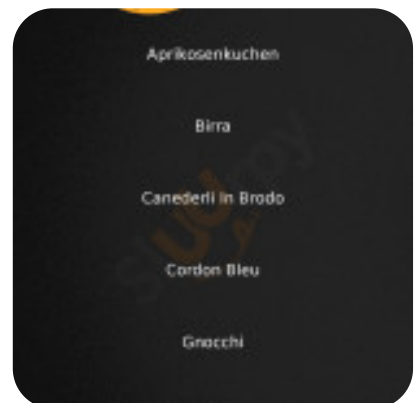 Aprikosenkuchen
Birra
Canederli In Brodo
Cordon Bleu
Gnocchi